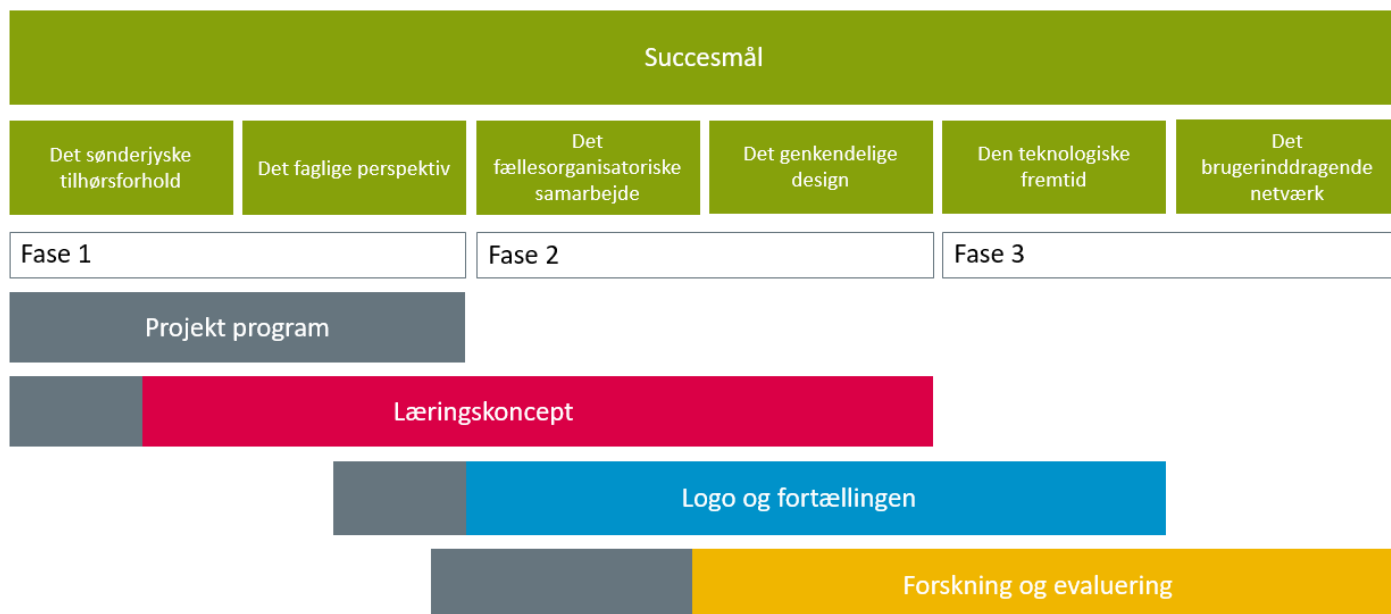 Succesmål
Det sønderjyske
tilhørsforhold
Det faglige perspektiv
Det
fællesorganisatoriske
samarbejde
Det genkendelige
design
Den teknologiske
fremtid
Det
brugerinddragende
netværk
Fase 1
Fase 2
Fase 3
Projekt program
Læringskoncept
Logo og fortællingen
Forskning og evaluering